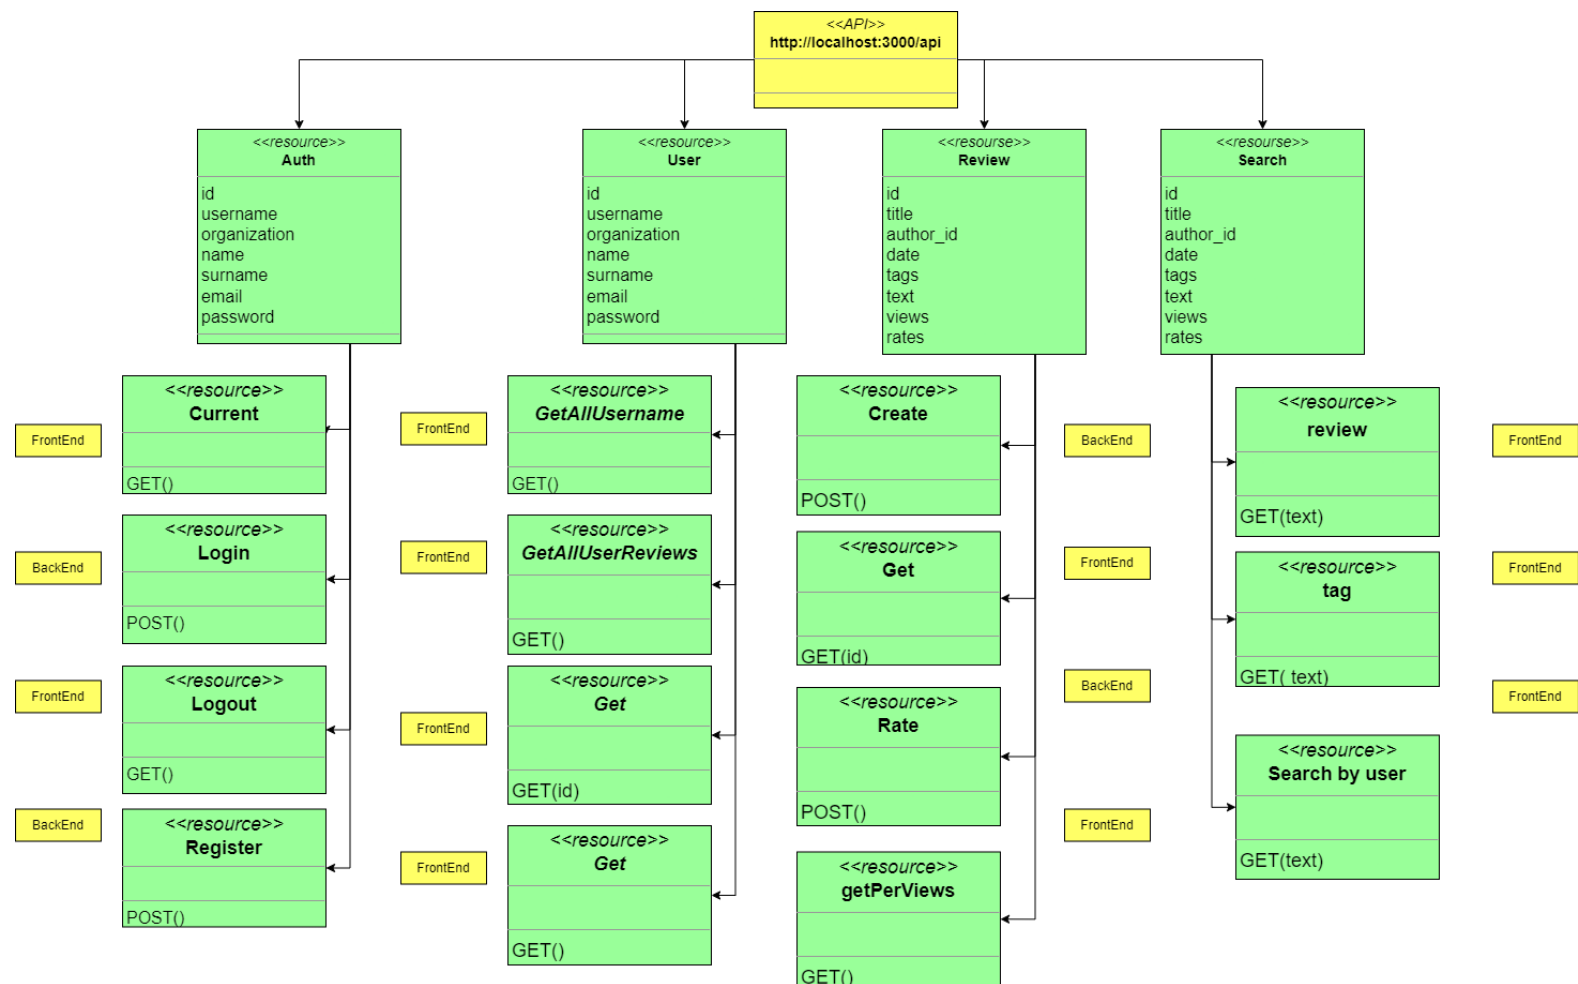 <<API>>
http://localhost:3000/api
<<resource>>
Auth
id
username
organization
name
surname
email
password
<<resource>>
User
id
username
organization
name
surname
email
password
<<resourse>>
Review
id
title
author_id
date
tags
text
views
rates
<<resourse>>
Search
id
title
author_id
date
tags
text
views
rates
FrontEnd
<<resource>>
Current
GET()
BackEnd
<<resource>>
Login
POST()
FrontEnd
<<resource>>
Logout
GET()
BackEnd
<<resource>>
Register
POST()
FrontEnd
<<resource>>
GetAllUsername
GET()
FrontEnd
<<resource>>
GetAllUserReviews
GET()
FrontEnd
<<resource>>
Get
GET(id)
FrontEnd
<<resource>>
Get
GET()
<<resource>>
Create
POST()
BackEnd
<<resource>>
Get
GET(id)
FrontEnd
<<resource>>
Rate
POST()
BackEnd
<<resource>>
getPerViews
GET()
FrontEnd
<<resource>>
review
GET(text)
FrontEnd
<<resource>>
tag
GET( text)
FrontEnd
<<resource>>
Search by user
GET(text)
FrontEnd